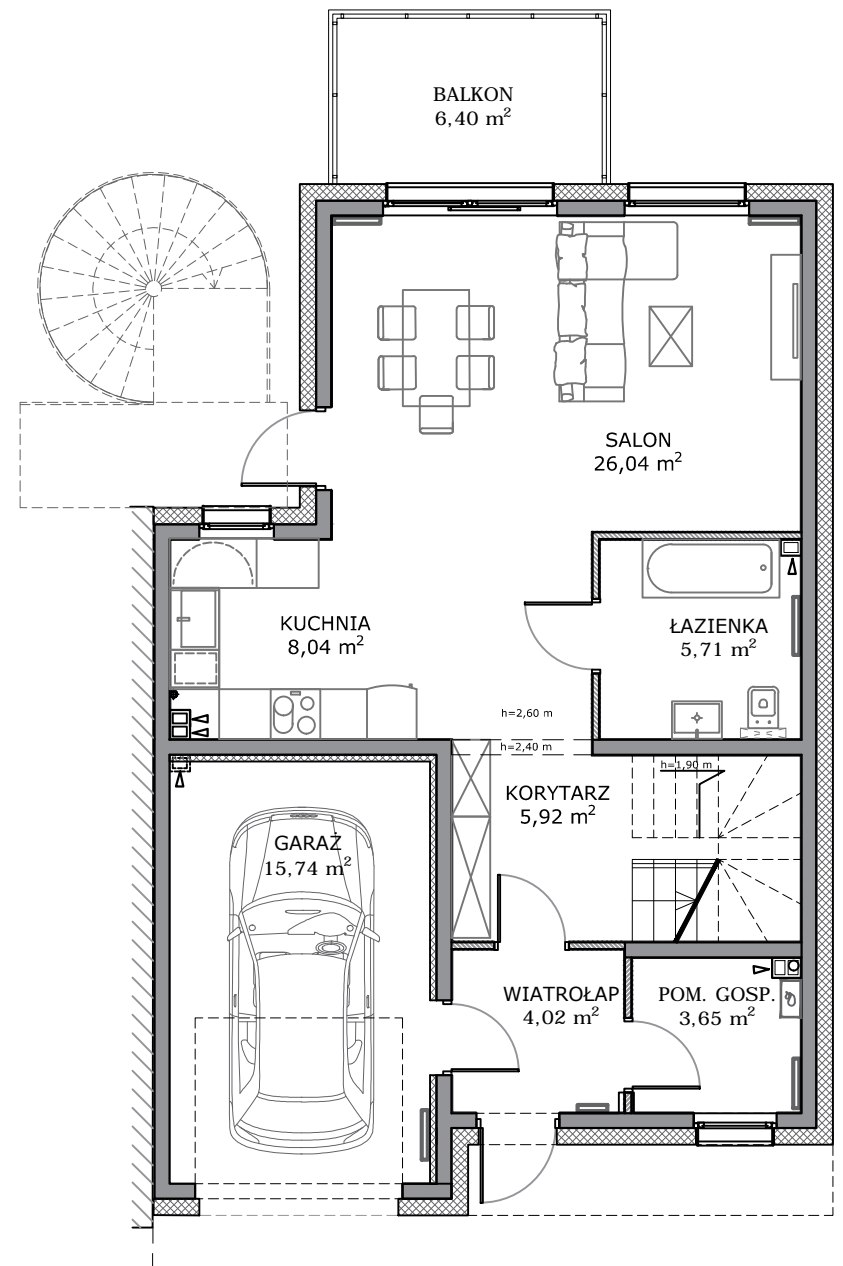 BALKON
6,40 m²
SALON
26,04 m²
KUCHNIA
8,04 m²
ŁAZIENKA
5,71 m²
h=2,60 m
h=2,40 m
h=1,90 m
KORYTARZ
5,92 m²
GARAŻ
15,74 m²
WIATROŁAP
4,02 m²
POM. GOSP.
3,65 m²